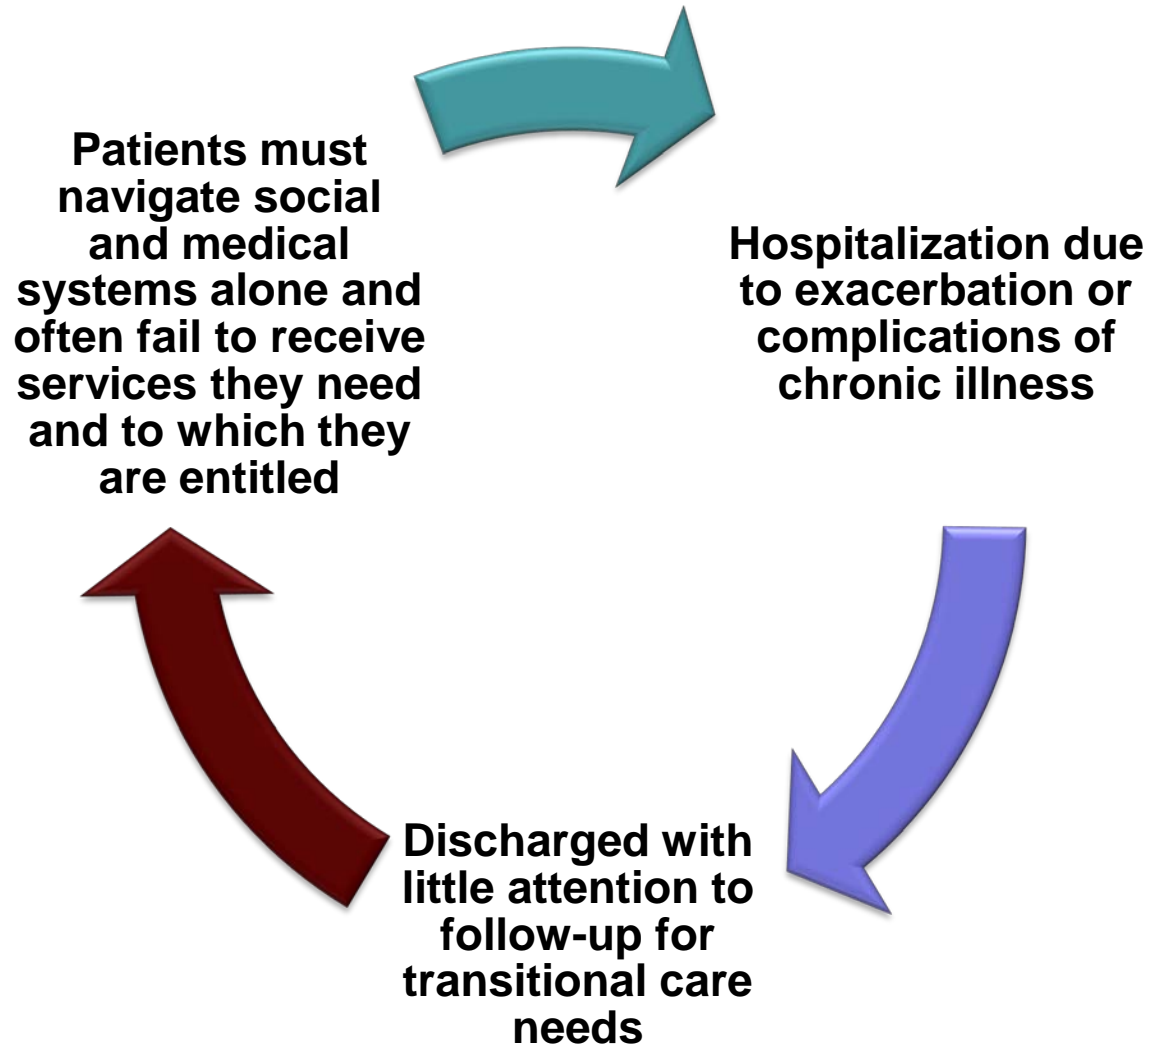 Patients must
navigate social
and medical
systems alone and
often fail to receive
services they need
and to which they
are entitled
Hospitalization due
to exacerbation or
complications of
chronic illness
Discharged with
little attention to
follow-up for
transitional care
needs